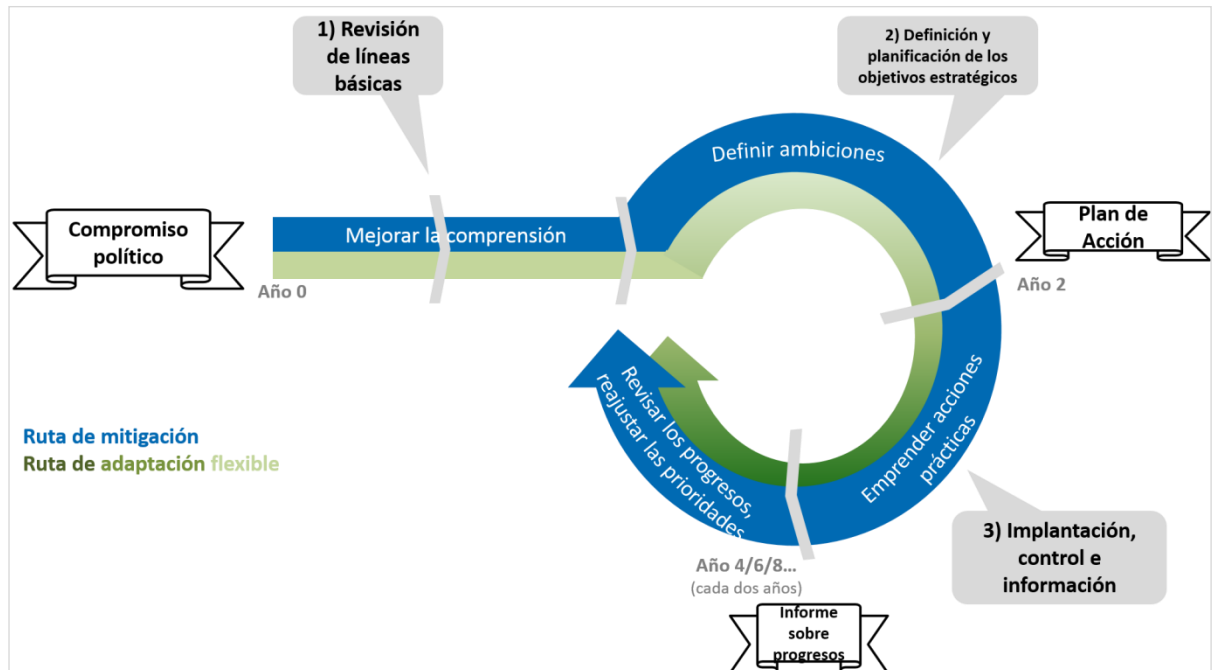 1) Revisión
de líneas
básicas
2) Definición y
planificación de los
objetivos estratégicos
Definir ambiciones
Compromiso
político
Mejorar la comprensión
Plan de
Acción
Año 0
Año 2
Revisar los progresos,
reajustar las prioridades
Emprender acciones
prácticas
Ruta de mitigación
Ruta de adaptación flexible
3) Implantación,
control e
información
Año 4/6/8...
(cada dos años)
Informe
sobre
progresos